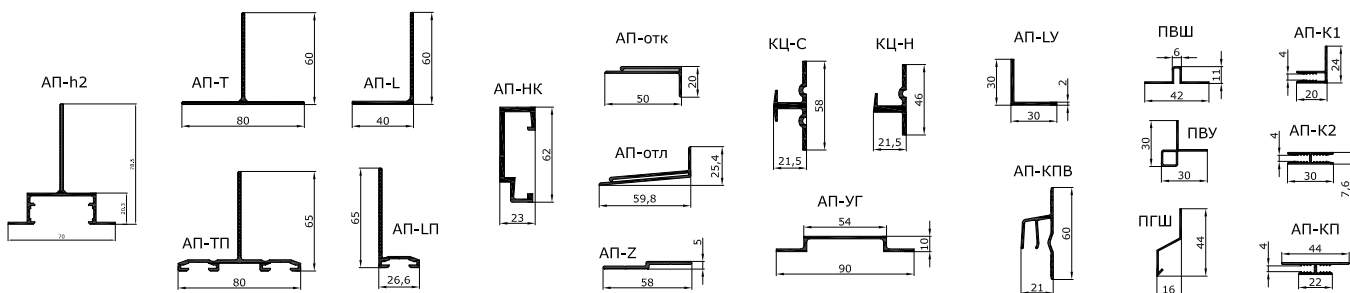 АП-h2
78,5
20,5
70
АП-Т
60
80
АП-L
60
40
АП-ТП
65
80
АП-LП
65
26,6
АП-НК
62
23
АП-отк
20
50
АП-отл
25,4
59,8
АП-Z
5
58
КЦ-С
58
21,5
КЦ-Н
46
21,5
АП-УГ
54
10
90
АП-LУ
30
2
30
АП-КПВ
60
21
ПВШ
6
11
42
ПВУ
30
30
ПГШ
44
16
АП-К1
4
24
20
АП-К2
4
30
7,6
АП-КП
44
4
22